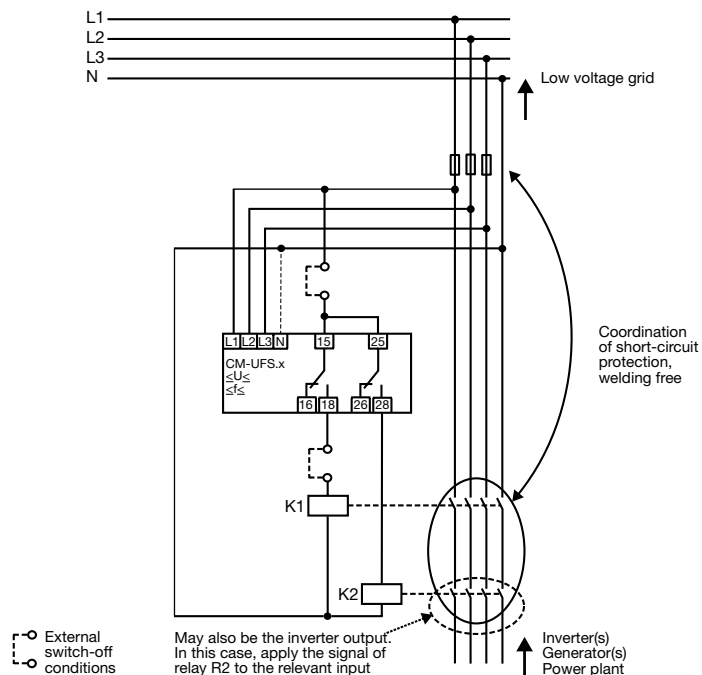 L1
L2
L3
N
Low voltage grid
L1 L2 L3 N 15 25
CM-UFS.x
≤U≤
≤f≤
16 18 26 28
Coordination
of short-circuit
protection,
welding free
K1
K2
External
switch-off
conditions
May also be the inverter output.
In this case, apply the signal of
relay R2 to the relevant input
Inverter(s)
Generator(s)
Power plant